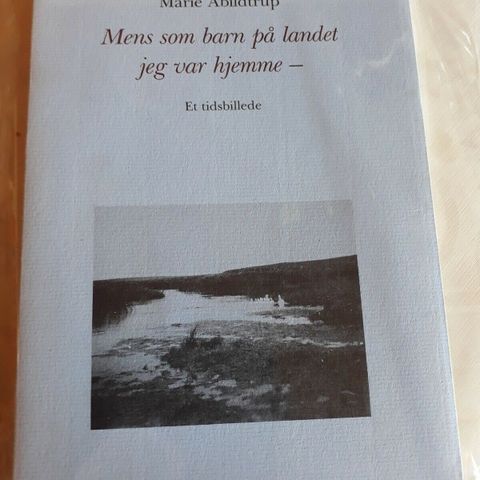 Marie Abildtrup
Mens som barn på landet
jeg var hjemme –
Et tidsbillede